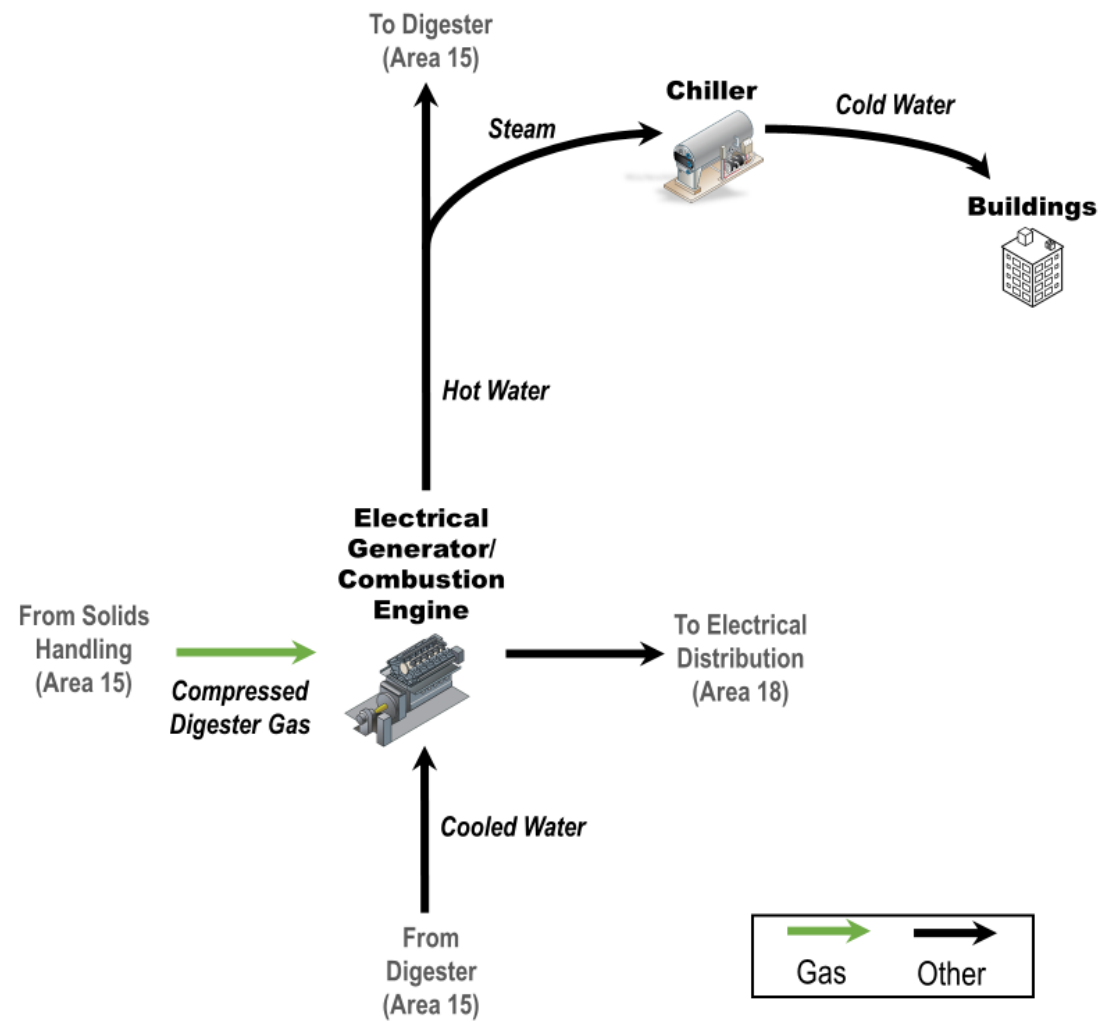 To Digester
(Area 15)
Chiller
Cold Water
Steam
Buildings
Hot Water
Electrical
Generator/
Combustion
Engine
From Solids
Handling
(Area 15)
Compressed
Digester Gas
To Electrical
Distribution
(Area 18)
Cooled Water
From
Digester
(Area 15)
Gas
Other